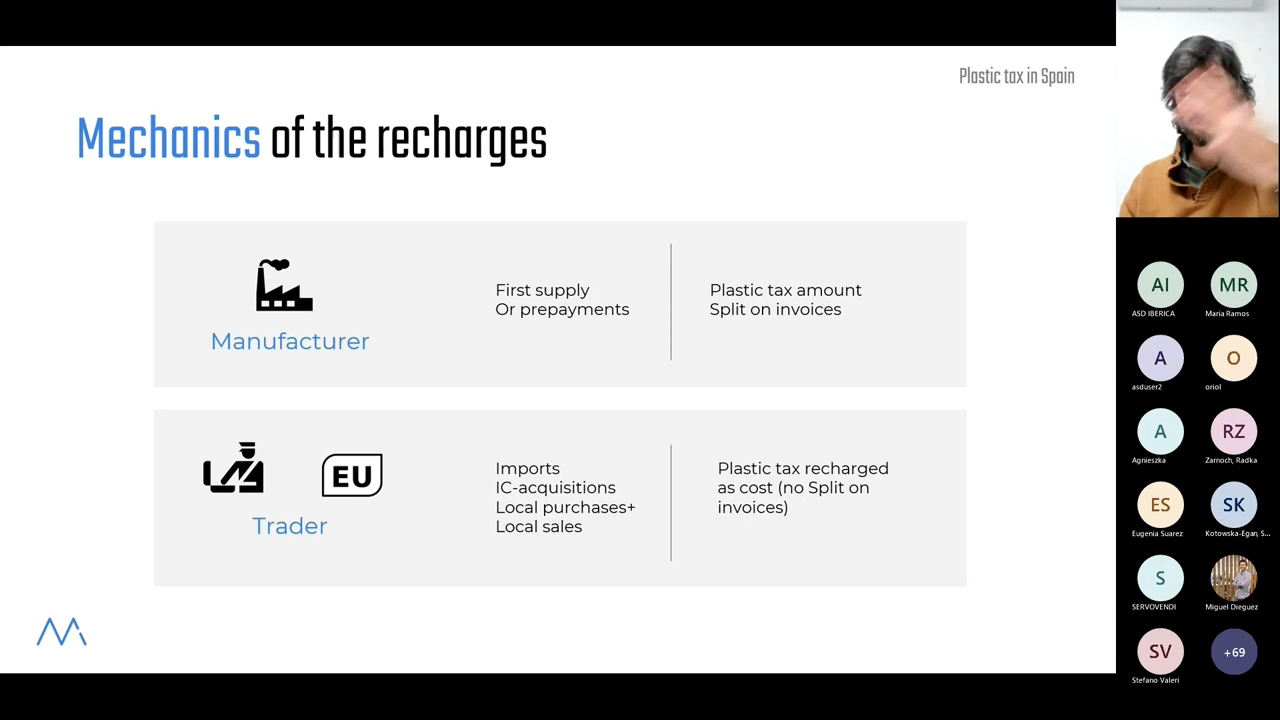 Plastic tax in Spain
Mechanics of the recharges
Manufacturer
First supply
Or prepayments
Plastic tax amount
Split on invoices
EU
Trader
Imports
IC-acquisitions
Local purchases+
Local sales
Plastic tax recharged
as cost (no Split on
invoices)
AI
MR
ASD IBERICA
Maria Ramos
A
O
asduser2
oriol
A
RZ
Agnieszka
Zarnoch, Radka
ES
SK
Eugenia Suarez
Kotowska-Egan, S...
S
SERVOVENDI
Miguel Dieguez
SV
+69
Stefano Valeri